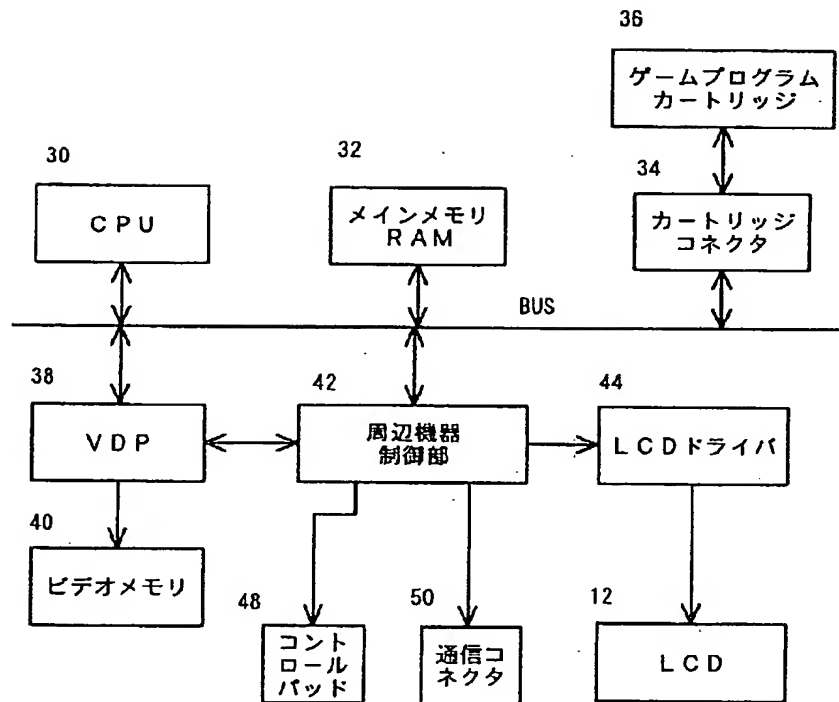 36
ゲームプログラム
カートリッジ
30
32
34
CPU
メインメモリ
RAM
カートリッジ
コネクタ
BUS
38
42
44
VDP
周辺機器
制御部
LCDドライバ
40
ビデオメモリ
48
50
12
コント
ロール
パッド
通信コ
ネクタ
LCD